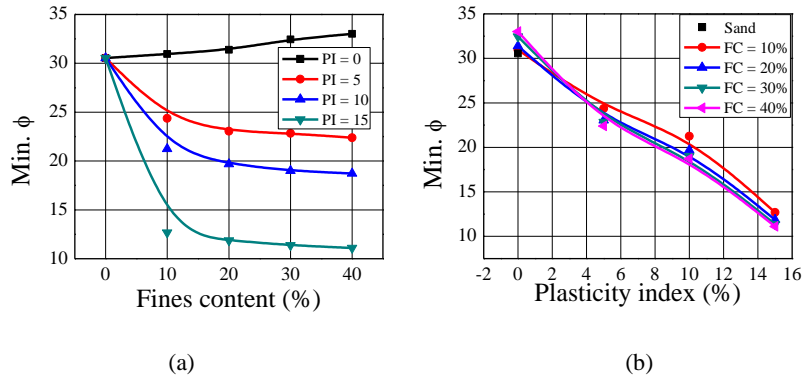 35
30
25
20
15
10
Min. ϕ
0
10
20
30
40
Fines content (%)
PI = 0
PI = 5
PI = 10
PI = 15
(a)
35
30
25
20
15
10
Min. ϕ
-2
0
2
4
6
8
10
12
14
16
Plasticity index (%)
Sand
FC = 10%
FC = 20%
FC = 30%
FC = 40%
(b)